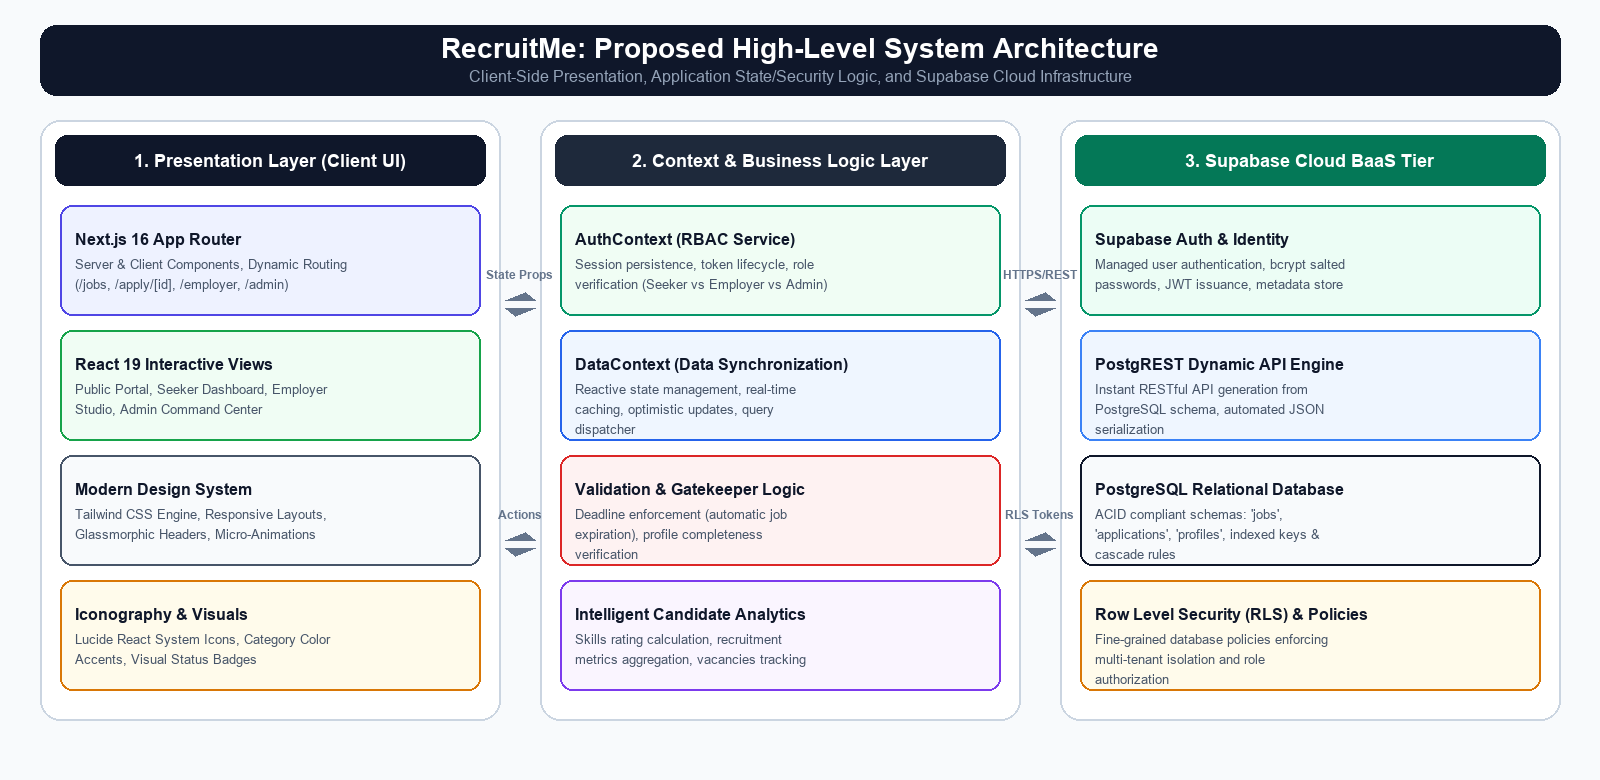 RecruitMe: Proposed High-Level System Architecture
Client-Side Presentation, Application State/Security Logic, and Supabase Cloud Infrastructure
1. Presentation Layer (Client UI)
Next.js 16 App Router
Server & Client Components, Dynamic Routing
(/jobs, /apply/[id], /employer, /admin)
React 19 Interactive Views
Public Portal, Seeker Dashboard, Employer
Studio, Admin Command Center
Modern Design System
Tailwind CSS Engine, Responsive Layouts,
Glassmorphic Headers, Micro-Animations
Iconography & Visuals
Lucide React System Icons, Category Color
Accents, Visual Status Badges
State Props
Actions
2. Context & Business Logic Layer
AuthContext (RBAC Service)
Session persistence, token lifecycle, role
verification (Seeker vs Employer vs Admin)
DataContext (Data Synchronization)
Reactive state management, real-time
caching, optimistic updates, query
dispatcher
Validation & Gatekeeper Logic
Deadline enforcement (automatic job
expiration), profile completeness
verification
Intelligent Candidate Analytics
Skills rating calculation, recruitment
metrics aggregation, vacancies tracking
HTTPS/REST
RLS Tokens
3. Supabase Cloud BaaS Tier
Supabase Auth & Identity
Managed user authentication, bcrypt salted
passwords, JWT issuance, metadata store
PostgREST Dynamic API Engine
Instant RESTful API generation from
PostgreSQL schema, automated JSON
serialization
PostgreSQL Relational Database
ACID compliant schemas: 'jobs',
'applications', 'profiles', indexed keys &
cascade rules
Row Level Security (RLS) & Policies
Fine-grained database policies enforcing
multi-tenant isolation and role
authorization